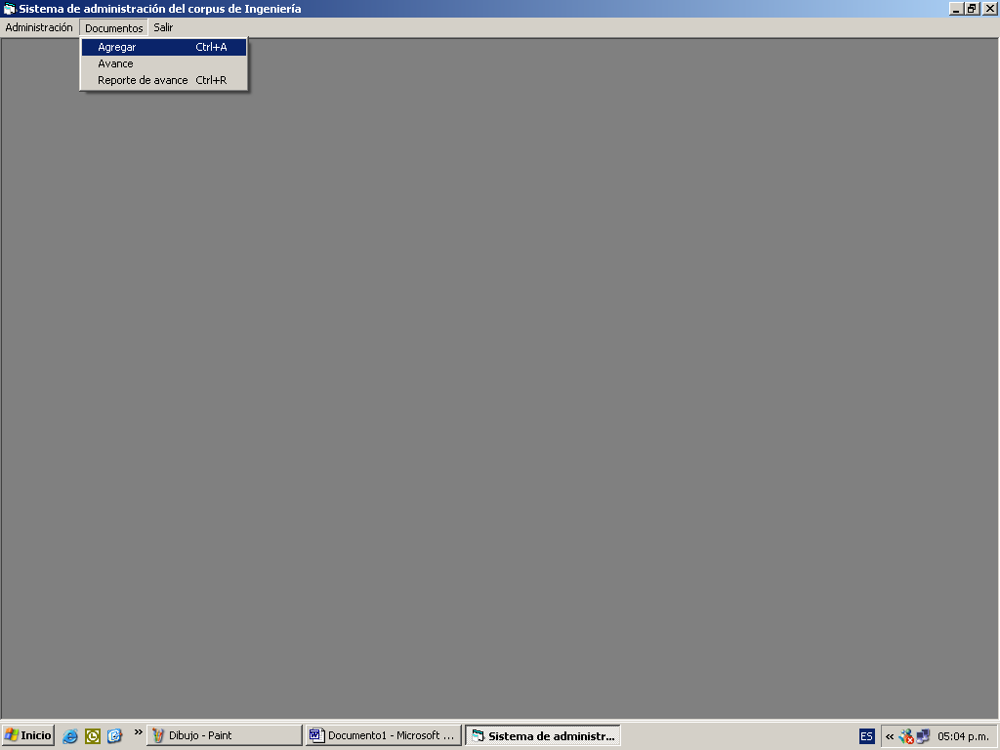 Sistema de administración del corpus de Ingeniería
Administración Documentos Salir
Agregar Ctrl+A
Avance
Reporte de avance Ctrl+R
Inicio » Dibujo - Paint Documento1 - Microsoft ... Sistema de administr... ES « 05:04 p.m.